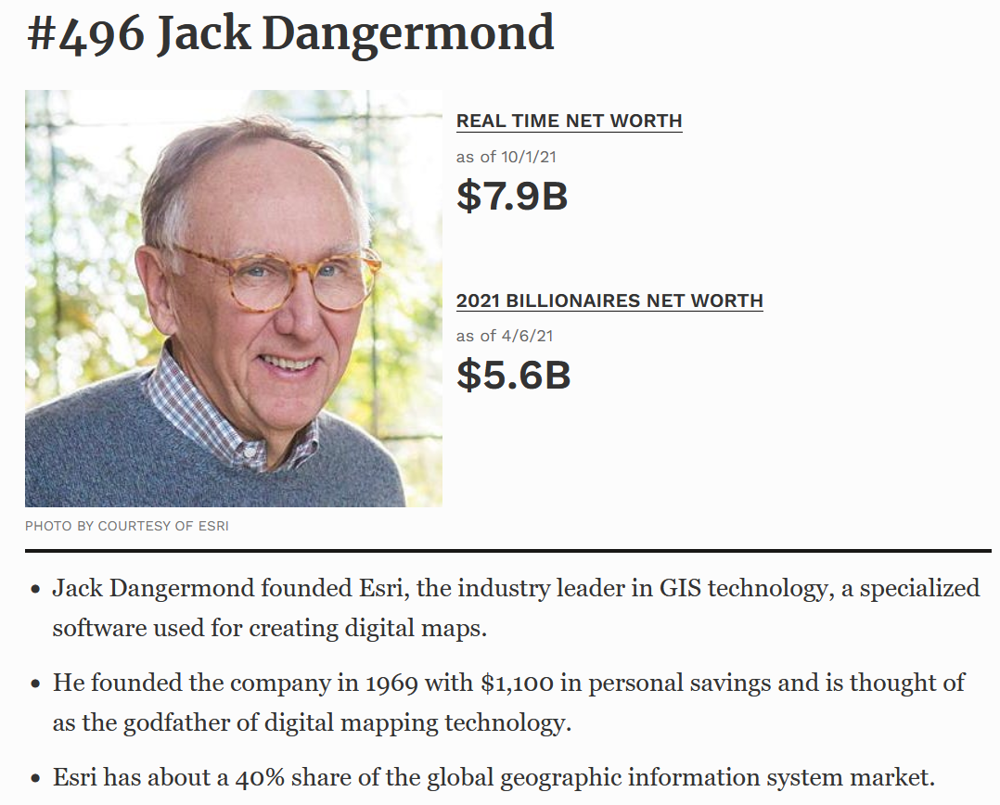 #496 Jack Dangermond
REAL TIME NET WORTH
as of 10/1/21
$7.9B
2021 BILLIONAIRES NET WORTH
as of 4/6/21
$5.6B
PHOTO BY COURTESY OF ESRI
• Jack Dangermond founded Esri, the industry leader in GIS technology, a specialized
software used for creating digital maps.
• He founded the company in 1969 with $1,100 in personal savings and is thought of
as the godfather of digital mapping technology.
• Esri has about a 40% share of the global geographic information system market.